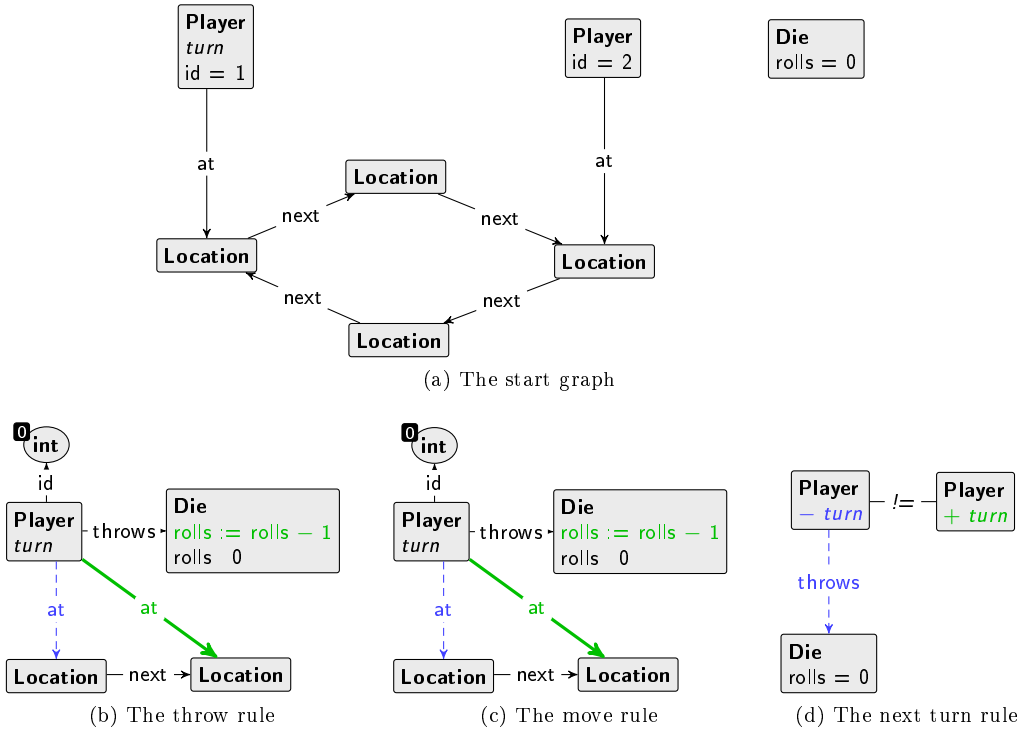 Player
turn
id = 1
Player
id = 2
Die
rolls = 0
at
at
Location
next
next
Location
Location
next
next
Location
(a) The start graph
0
int
id
Player
turn
throws
Die
rolls := rolls − 1
rolls 0
at
at
Location
next
Location
(b) The throw rule
0
int
id
Player
turn
throws
Die
rolls := rolls − 1
rolls 0
at
at
Location
next
Location
(c) The move rule
Player
− turn
!=
Player
+ turn
throws
Die
rolls = 0
(d) The next turn rule